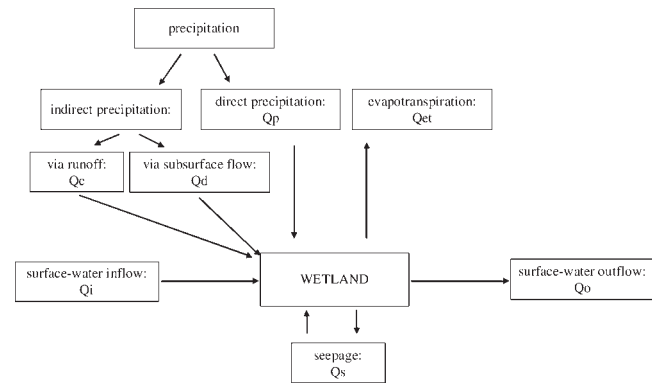 precipitation
indirect precipitation:
direct precipitation:
Qp
evapotranspiration:
Qet
via runoff:
Qc
via subsurface flow:
Qd
surface-water inflow:
Qi
WETLAND
surface-water outflow:
Qo
seepage:
Qs